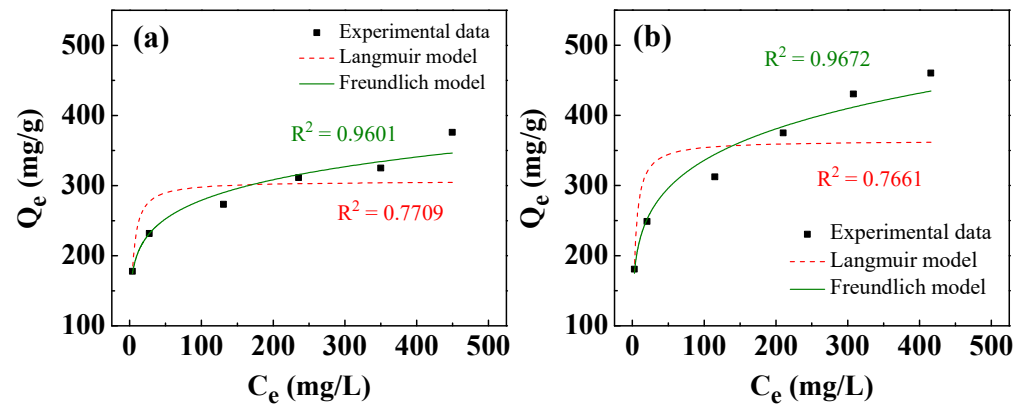 (a)
Experimental data
Langmuir model
Freundlich model
R² = 0.9601
R² = 0.7709
500
400
300
200
100
Qₑ (mg/g)
0 100 200 300 400 500
Cₑ (mg/L)
(b)
R² = 0.9672
R² = 0.7661
Experimental data
Langmuir model
Freundlich model
500
400
300
200
100
Qₑ (mg/g)
0 100 200 300 400 500
Cₑ (mg/L)